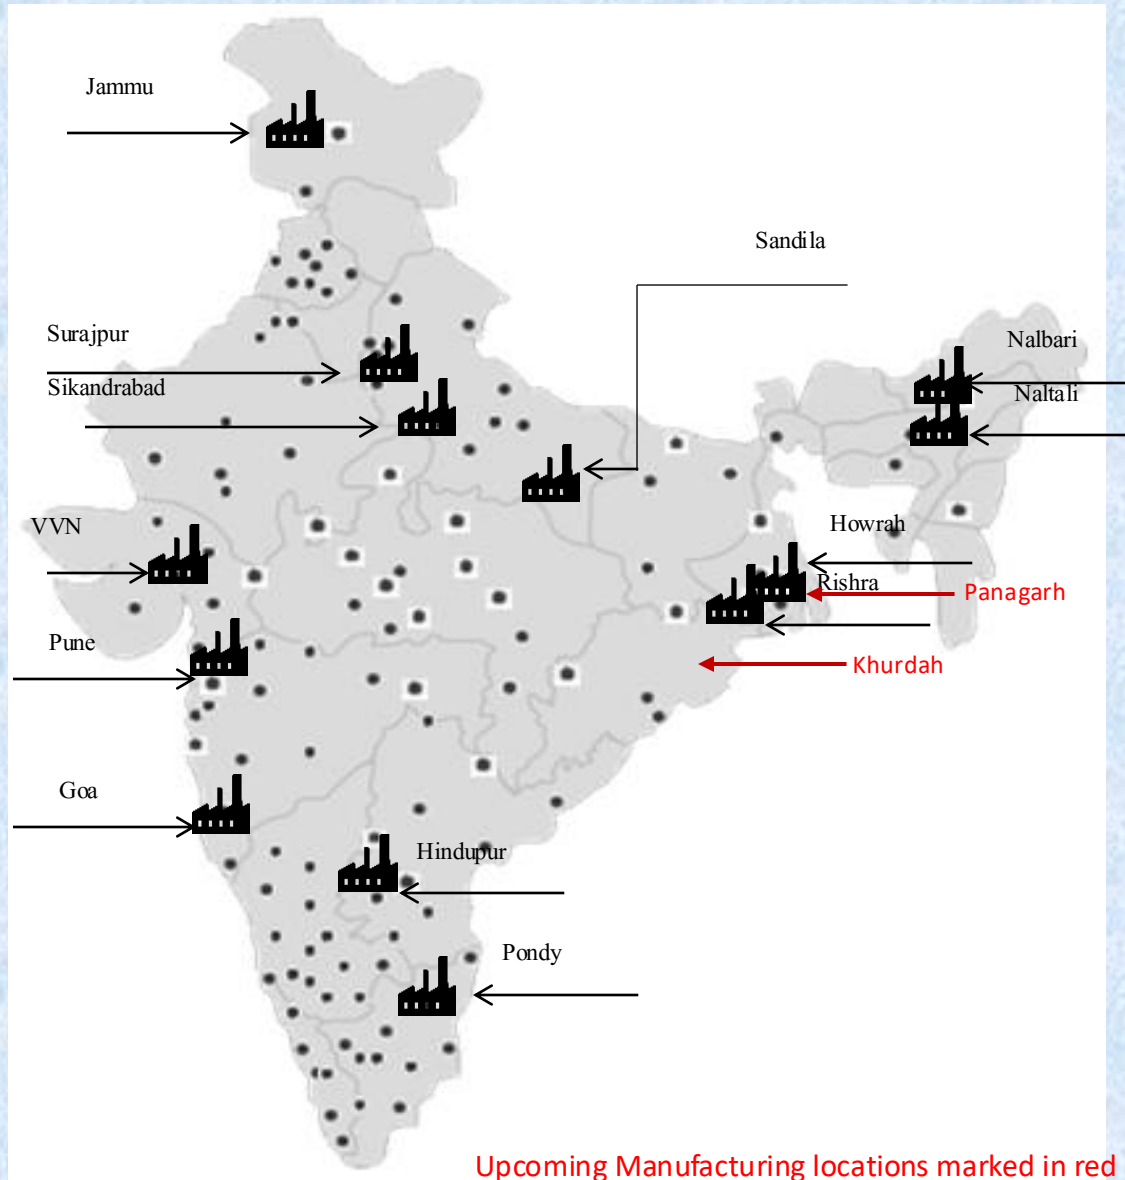 Jammu
Sandila
Surajpur
Nalbari
Sikandrabad
Naltali
VVN
Howrah
Rishra
Panagarh
Pune
Khurdah
Goa
Hindupur
Pondy
Upcoming Manufacturing locations marked in red